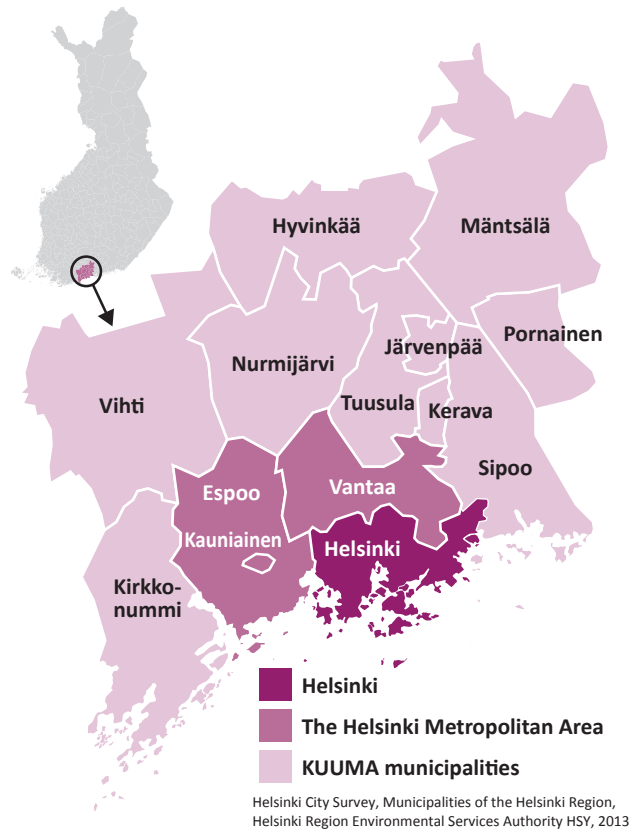 Hyvinkää
Mäntsälä
Pornainen
Järvenpää
Nurmijärvi
Vihti
Tuusula
Kerava
Sipoo
Espoo
Vantaa
Kauniainen
Helsinki
Kirkko-
nummi
Helsinki
The Helsinki Metropolitan Area
KUUMA municipalities
Helsinki City Survey, Municipalities of the Helsinki Region,
Helsinki Region Environmental Services Authority HSY, 2013